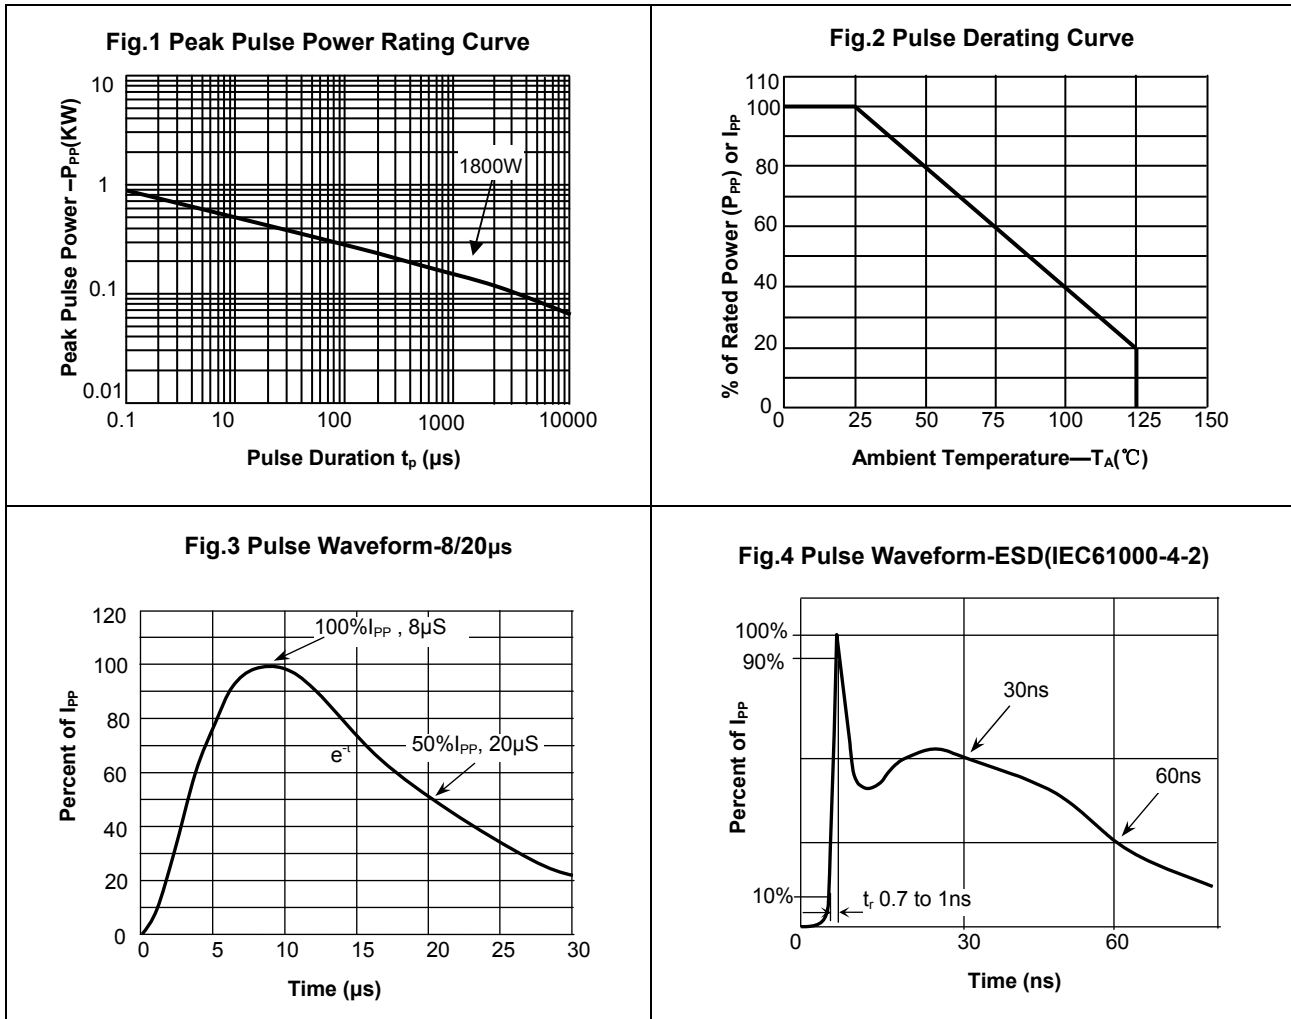 Fig.1 Peak Pulse Power Rating Curve
Peak Pulse Power –PPP(KW)
10
1
0.1
0.01
1800W
0.1 10 100 1000 10000
Pulse Duration tp (µs)
Fig.2 Pulse Derating Curve
% of Rated Power (PPP) or IPP
110
100
80
60
40
20
0
0 25 50 75 100 125 150
Ambient Temperature—TA(℃)
Fig.3 Pulse Waveform-8/20µs
Percent of IPP
120
100
80
60
40
20
0
100%IPP , 8µS
e-t
50%IPP, 20µS
0 5 10 15 20 25 30
Time (µs)
Fig.4 Pulse Waveform-ESD(IEC61000-4-2)
Percent of IPP
100%
90%
10%
30ns
60ns
tr 0.7 to 1ns
0 30 60
Time (ns)